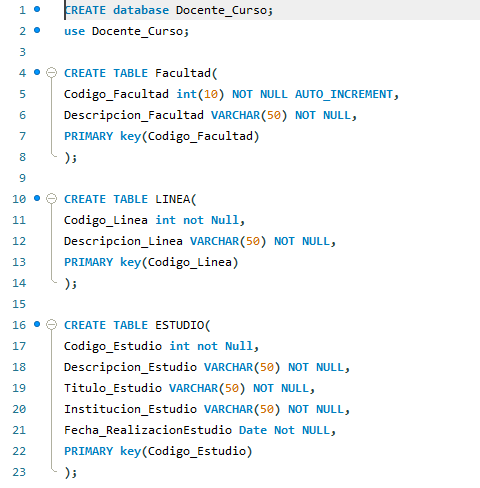 1 CREATE database Docente_Curso;
2 use Docente_Curso;
3
4 CREATE TABLE Facultad(
5 Codigo_Facultad int(10) NOT NULL AUTO_INCREMENT,
6 Descripcion_Facultad VARCHAR(50) NOT NULL,
7 PRIMARY key(Codigo_Facultad)
8 );
9
10 CREATE TABLE LINEA(
11 Codigo_Linea int not Null,
12 Descripcion_Linea VARCHAR(50) NOT NULL,
13 PRIMARY key(Codigo_Linea)
14 );
15
16 CREATE TABLE ESTUDIO(
17 Codigo_Estudio int not Null,
18 Descripcion_Estudio VARCHAR(50) NOT NULL,
19 Titulo_Estudio VARCHAR(50) NOT NULL,
20 Institucion_Estudio VARCHAR(50) NOT NULL,
21 Fecha_RealizacionEstudio Date Not NULL,
22 PRIMARY key(Codigo_Estudio)
23 );